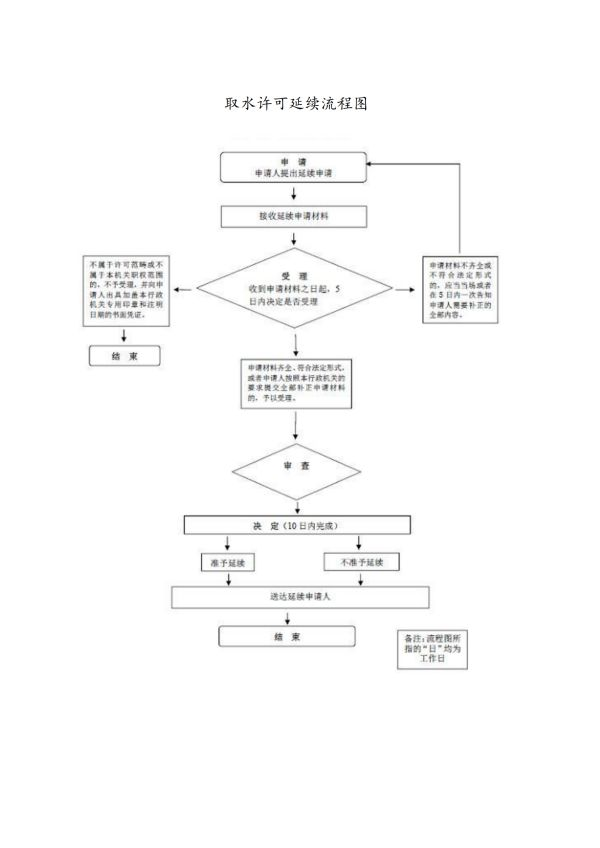 取水许可延续流程图
申 请
申请人提出延续申请
接收延续申请材料
不属于许可范畴或不
属于本机关职权范围
的，不予受理，并向申
请人出具加盖本行政
机关专用印章和注明
日期的书面凭证。
结 束
受 理
收到申请材料之日起，5
日内决定是否受理
申请材料不齐全或
不符合法定形式
的，应当当场或者
在 5 日内一次告知
申请人需要补正的
全部内容。
申请材料齐全、符合法定形式，
或者申请人按照本行政机关的
要求提交全部补正申请材料
的，予以受理。
审 查
决 定（10 日内完成）
准予延续
不准予延续
送达延续申请人
结 束
备注：流程图所
指的“日”均为
工作日